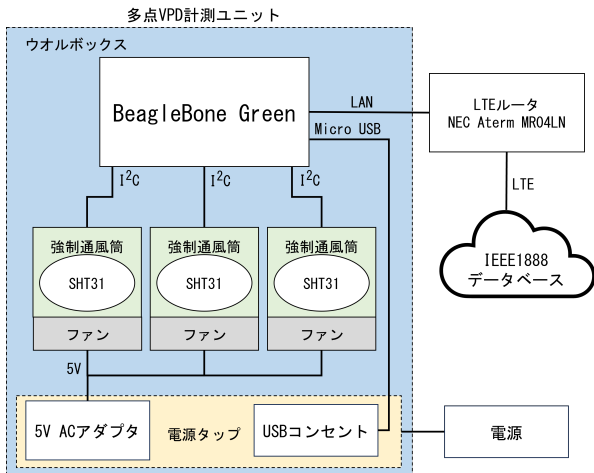 多点VPD計測ユニット
ウオルボックス
BeagleBone Green
LAN
LTEルータ
NEC Aterm MR04LN
Micro USB
I²C
I²C
I²C
LTE
強制通風筒
強制通風筒
強制通風筒
SHT31
SHT31
SHT31
IEEE1888
データベース
ファン
ファン
ファン
5V
5V ACアダプタ
電源タップ
USBコンセント
電源